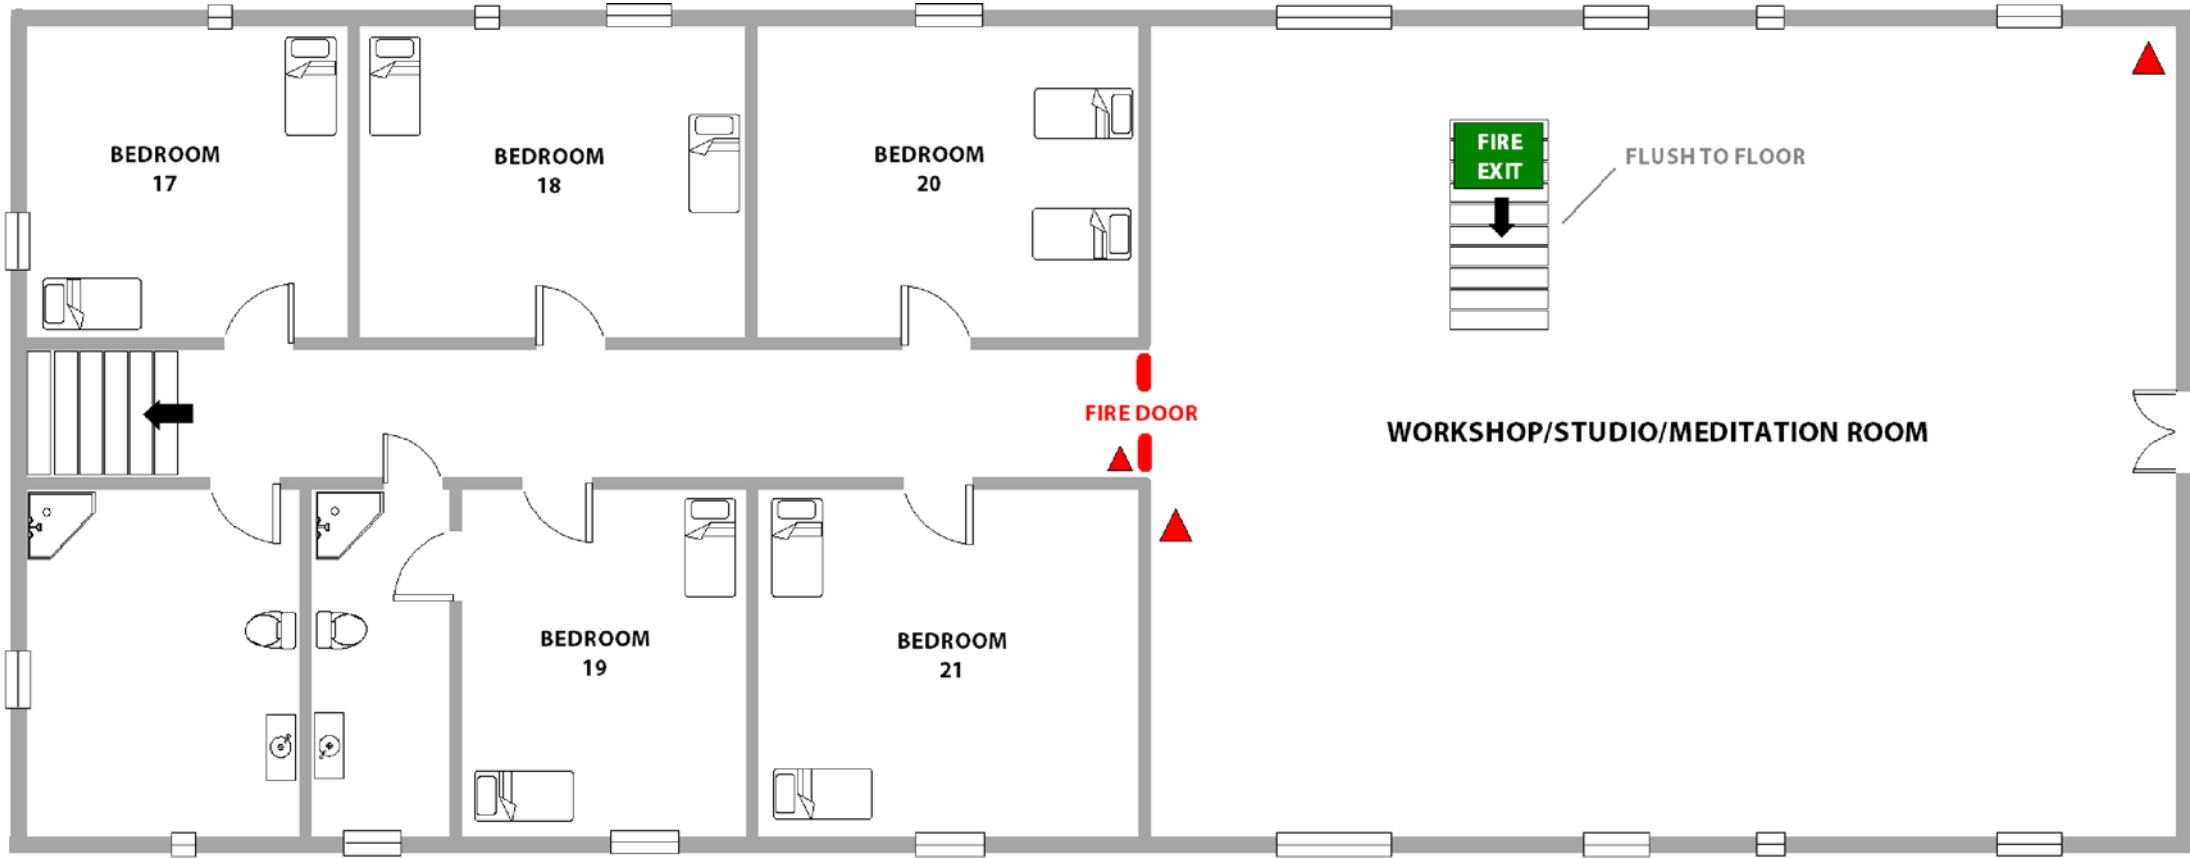 BEDROOM
17
BEDROOM
18
BEDROOM
20
FIRE
EXIT
FLUSH TO FLOOR
FIRE DOOR
WORKSHOP/STUDIO/MEDITATION ROOM
BEDROOM
19
BEDROOM
21